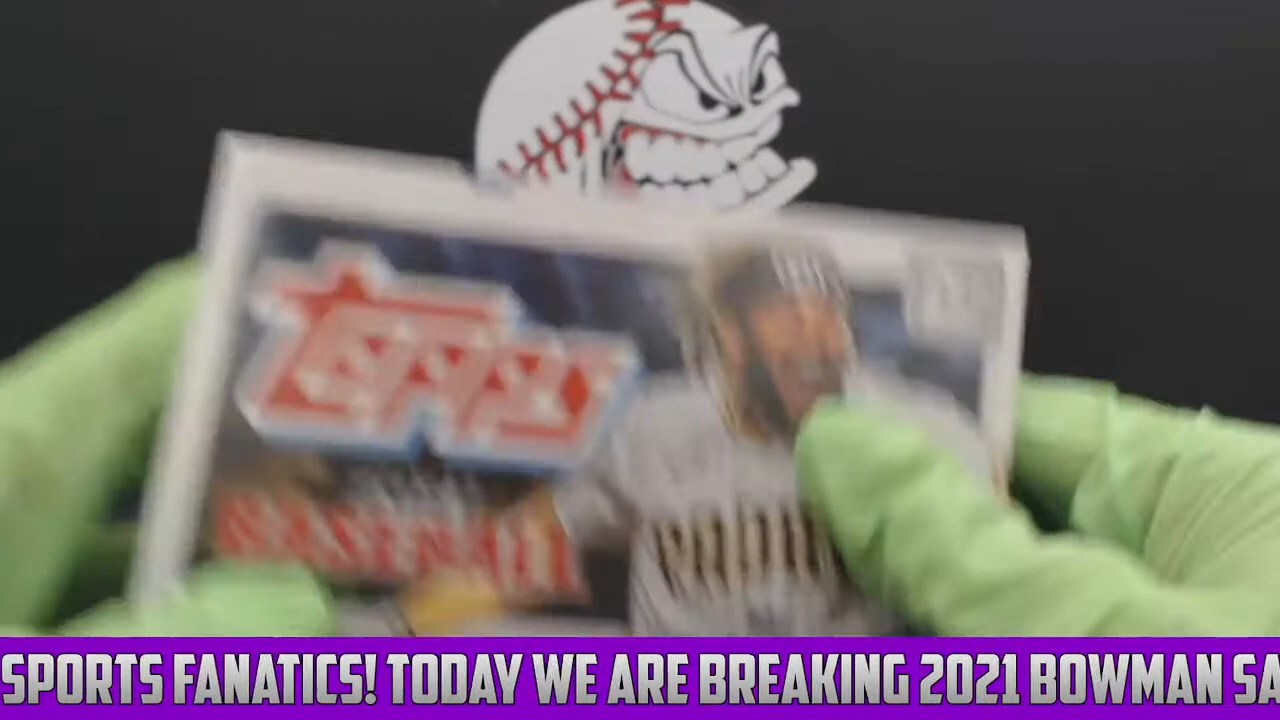 TOPPS
BASEBALL
SPORTS FANATICS! TODAY WE ARE BREAKING 2021 BOWMAN SA